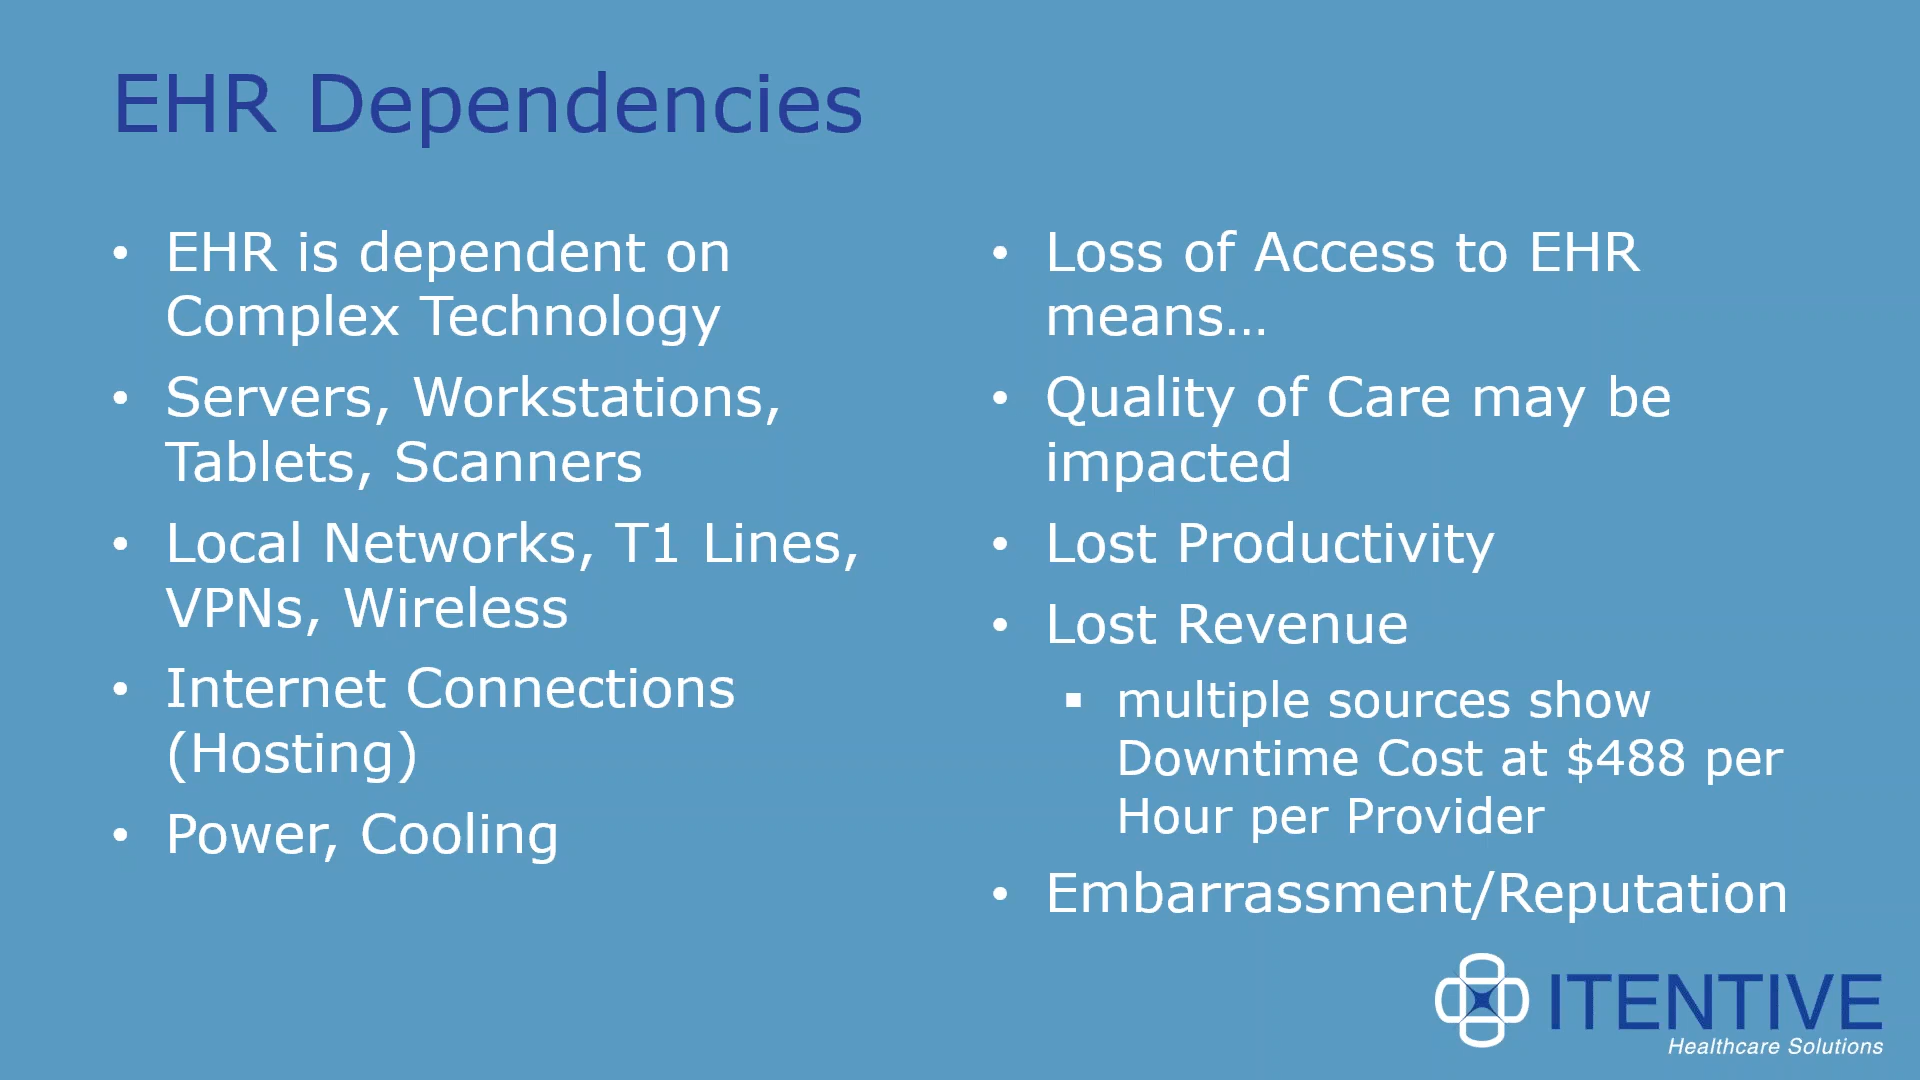 EHR Dependencies
• EHR is dependent on
Complex Technology
• Servers, Workstations,
Tablets, Scanners
• Local Networks, T1 Lines,
VPNs, Wireless
• Internet Connections
(Hosting)
• Power, Cooling
• Loss of Access to EHR
means…
• Quality of Care may be
impacted
• Lost Productivity
• Lost Revenue
▪ multiple sources show
Downtime Cost at $488 per
Hour per Provider
• Embarrassment/Reputation
ITENTIVE
Healthcare Solutions